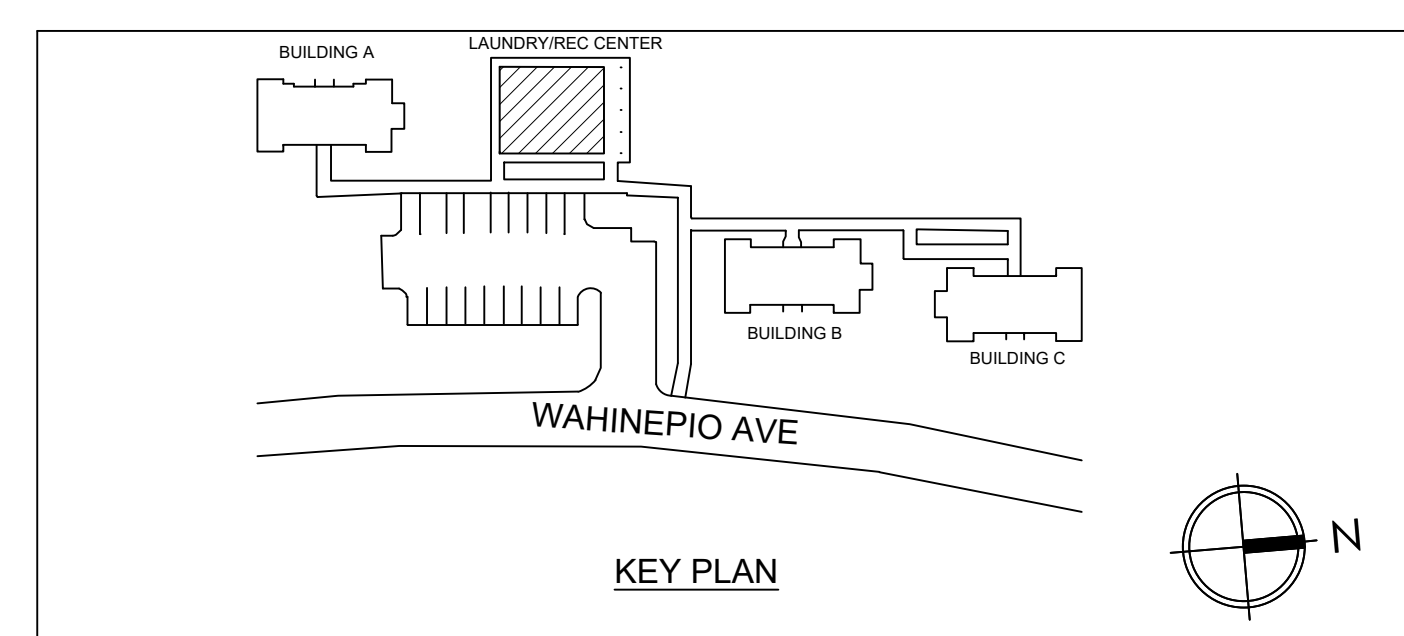 BUILDING A
LAUNDRY/REC CENTER
BUILDING B
BUILDING C
WAHINEPIO AVE
N
KEY PLAN